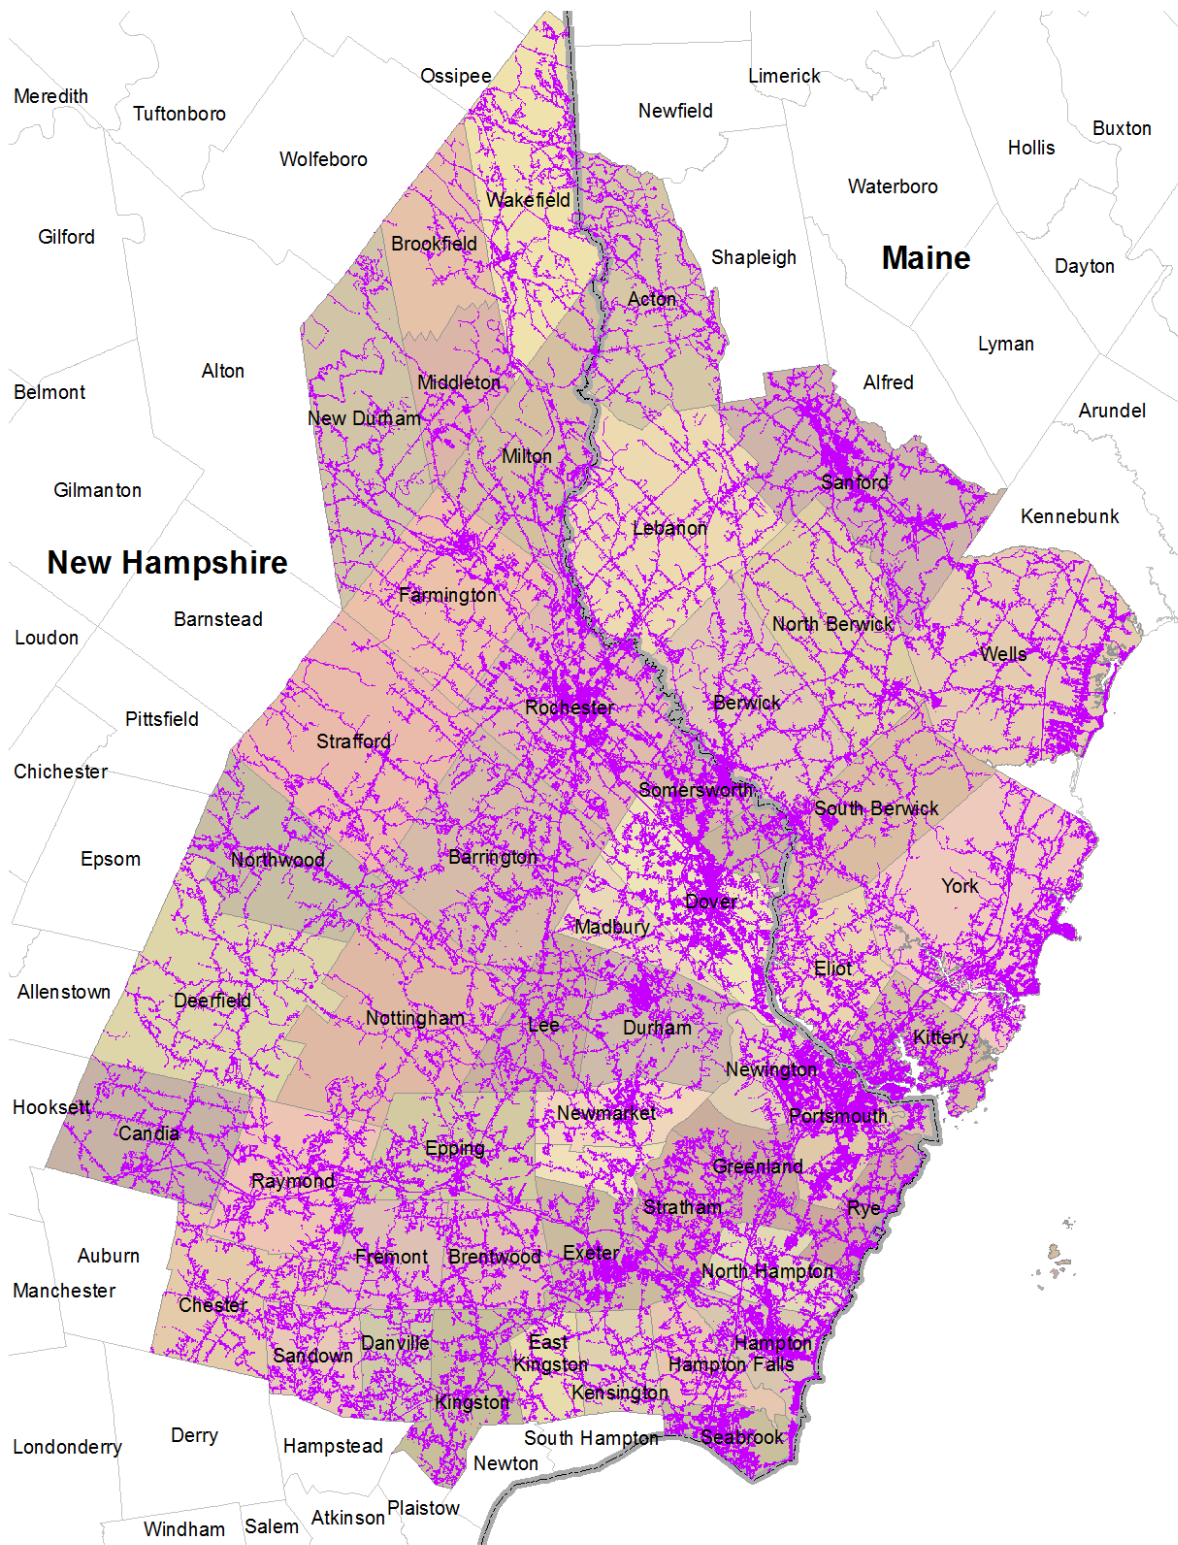 Ossipee
Limerick
Meredith
Tuftonboro
Newfield
Buxton
Hollis
Wolfeboro
Waterboro
Wakefield
Gilford
Brookfield
Shapleigh
Maine
Dayton
Acton
Lyman
Alton
Middleton
Alfred
Belmont
Arundel
New Durham
Milton
Sanford
Gilmanton
Kennebunk
Lebanon
New Hampshire
Farmington
Barnstead
North Berwick
Loudon
Wells
Berwick
Rochester
Pittsfield
Strafford
Chichester
Somersworth
South Berwick
Epsom
Northwood
Barrington
York
Dover
Madbury
Eliot
Allenstown
Deerfield
Nottingham
Lee
Durham
Kittery
Newington
Hooksett
Newmarket
Portsmouth
Candia
Epping
Greenland
Raymond
Stratham
Rye
Auburn
Fremont
Brentwood
Exeter
North Hampton
Manchester
Chester
Danville
East
Kingston
Hampton
Sandown
Hampton Falls
Kensington
Kingston
Derry
South Hampton
Seabrook
Londonderry
Hampstead
Newton
Plaistow
Atkinson
Windham
Salem